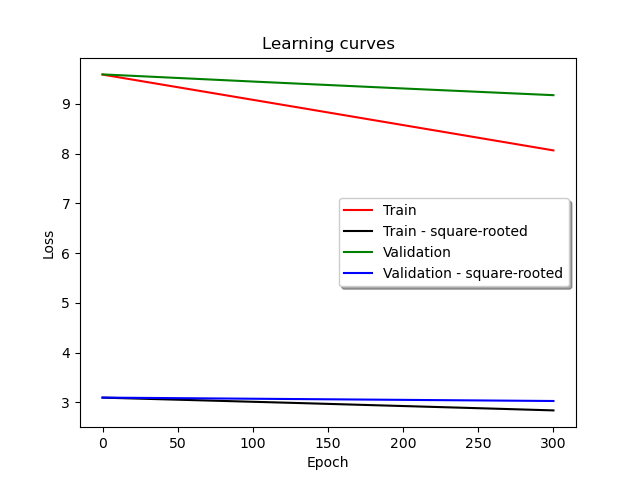 Learning curves
Loss
9
8
7
6
5
4
3
Train
Train - square-rooted
Validation
Validation - square-rooted
0 50 100 150 200 250 300
Epoch